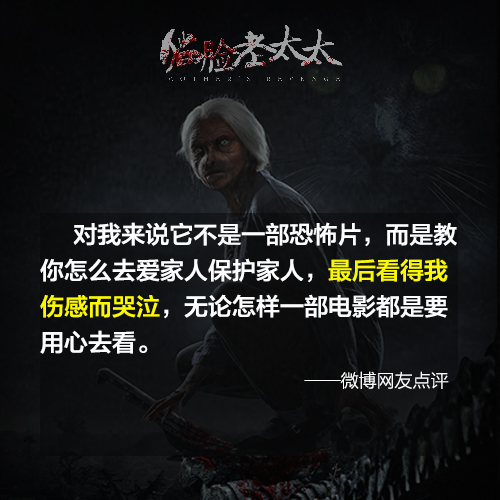 猫脸老太太
对我来说它不是一部恐怖片，而是教
你怎么去爱家人保护家人，最后看得我
伤感而哭泣，无论怎样一部电影都是要
用心去看。
——微博网友点评